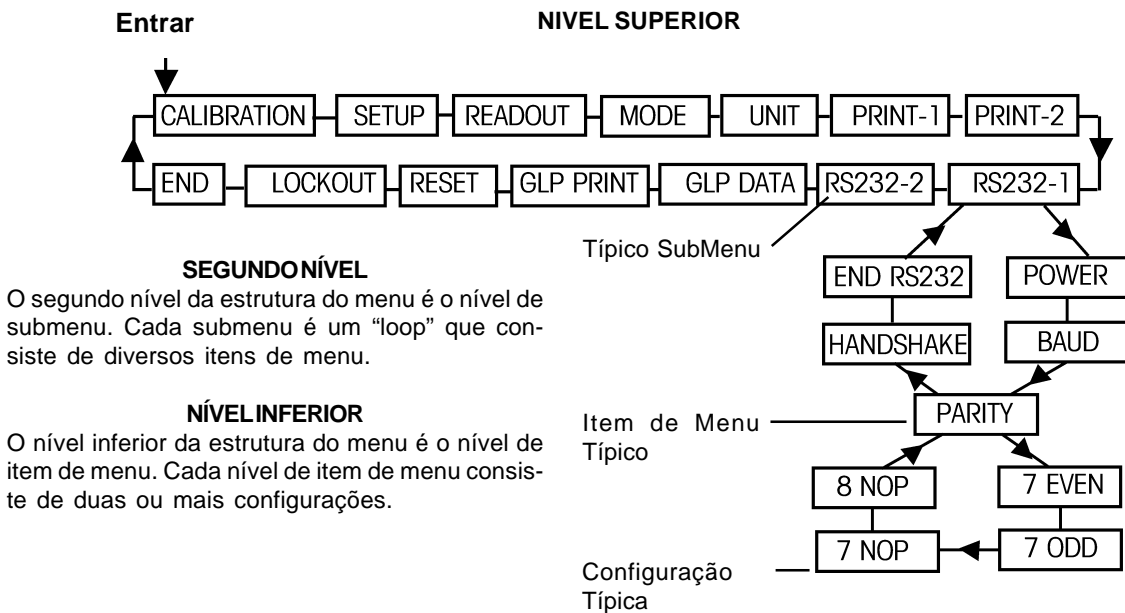 Entrar
NIVEL SUPERIOR
CALIBRATION SETUP READOUT MODE UNIT PRINT-1 PRINT-2
END LOCKOUT RESET GLP PRINT GLP DATA RS232-2 RS232-1
Típico SubMenu
SEGUNDO NÍVEL
O segundo nível da estrutura do menu é o nível de
submenu. Cada submenu é um “loop” que con-
siste de diversos itens de menu.
END RS232 POWER
HANDSHAKE BAUD
NÍVEL INFERIOR
O nível inferior da estrutura do menu é o nível de
item de menu. Cada nível de item de menu consis-
te de duas ou mais configurações.
Item de Menu
Típico
PARITY
8 NOP 7 EVEN
7 NOP 7 ODD
Configuração
Típica